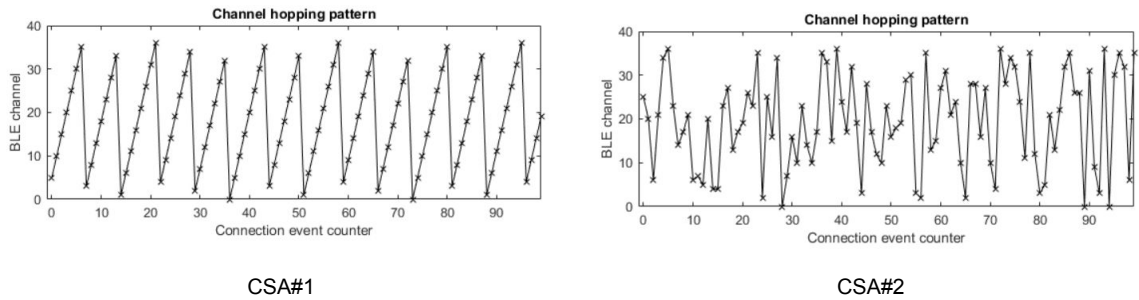 Channel hopping pattern
40
30
20
10
0
BLE channel
0 10 20 30 40 50 60 70 80 90
Connection event counter
CSA#1
Channel hopping pattern
40
30
20
10
0
BLE channel
0 10 20 30 40 50 60 70 80 90
Connection event counter
CSA#2